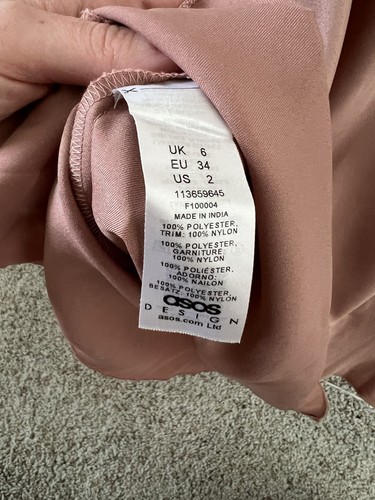 UK 6
EU 34
US 2
113659645
F100004
MADE IN INDIA
100% POLYESTER,
TRIM: 100% NYLON
100% POLYESTER,
GARNITURE:
100% NYLON
100% POLIÉSTER,
ADORNO:
100% NAILON
100% POLYESTER,
BESATZ: 100% NYLON
asos
DESIGN
asos.com Ltd